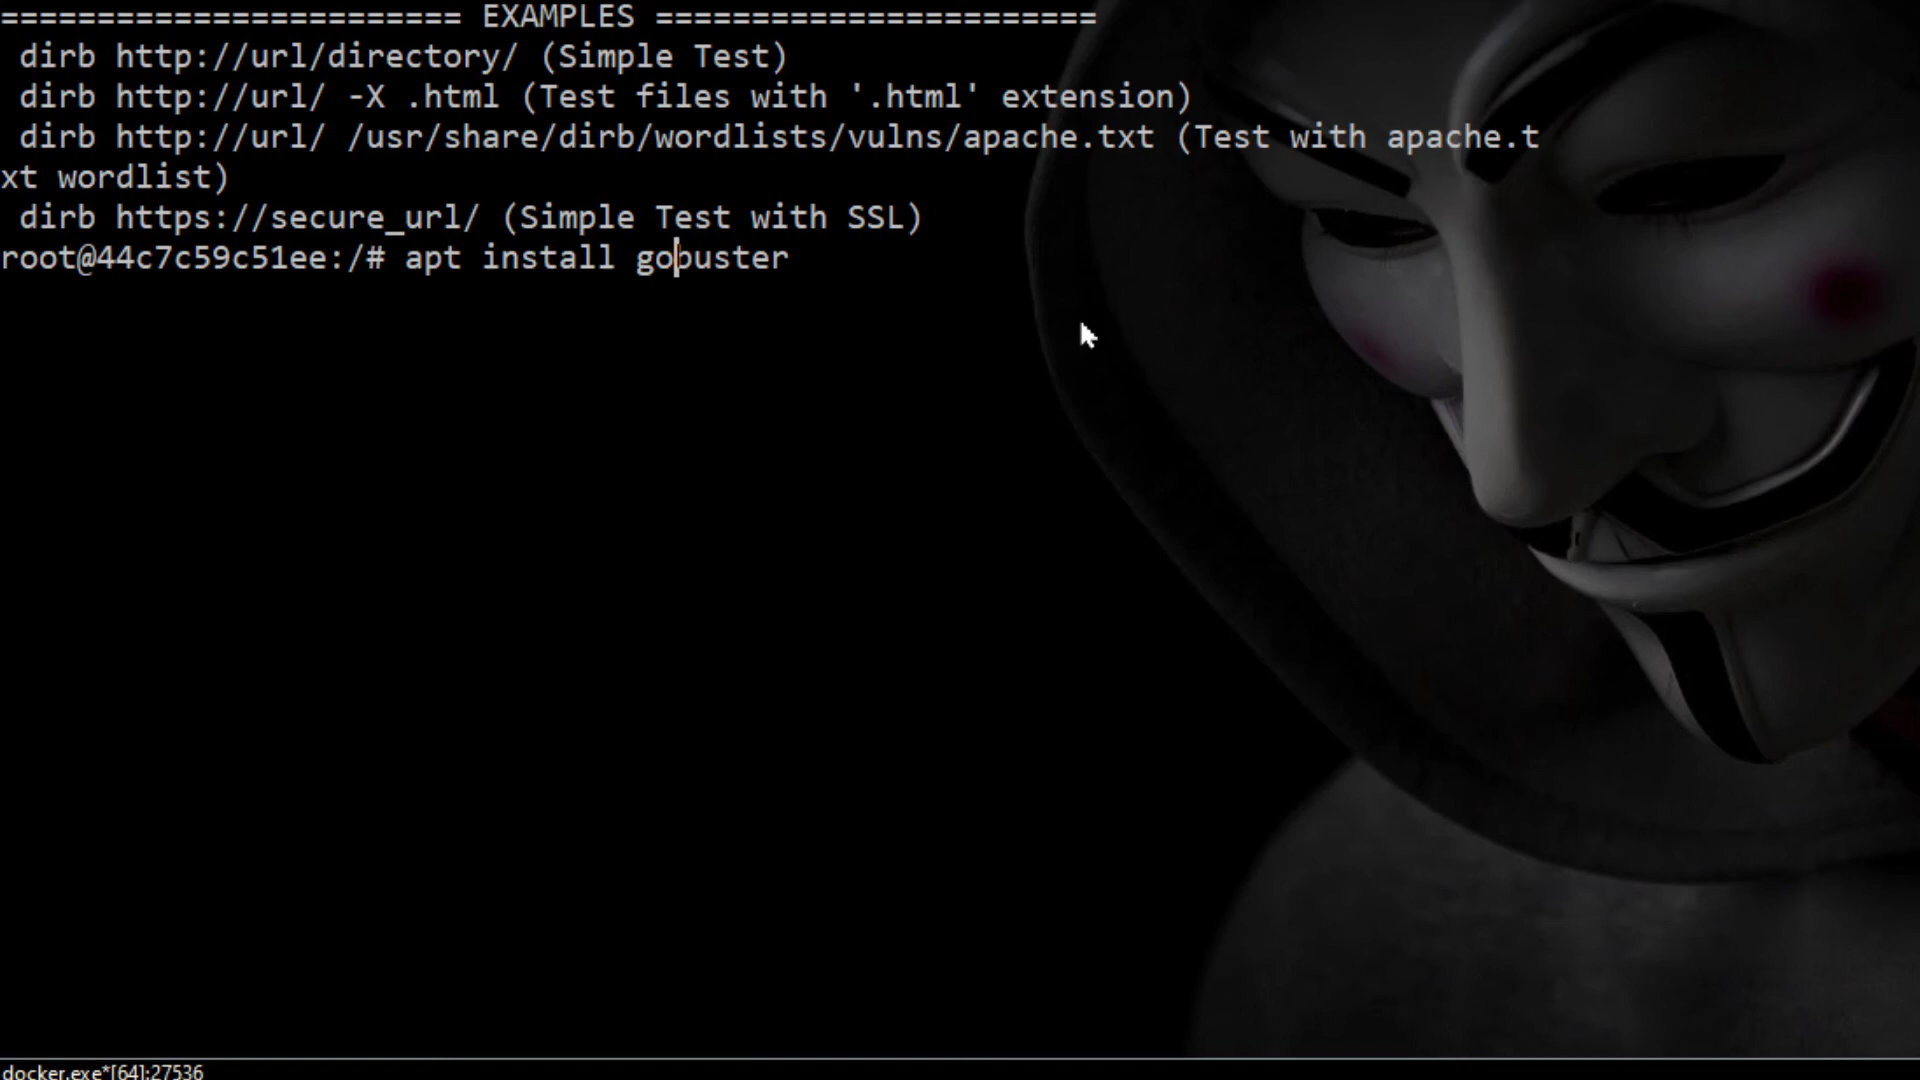 ======================== EXAMPLES =======================
dirb http://url/directory/ (Simple Test)
dirb http://url/ -X .html (Test files with '.html' extension)
dirb http://url/ /usr/share/dirb/wordlists/vulns/apache.txt (Test with apache.t
xt wordlist)
dirb https://secure_url/ (Simple Test with SSL)
root@44c7c59c51ee:/# apt install gobuster
docker.exe*[64]:27536